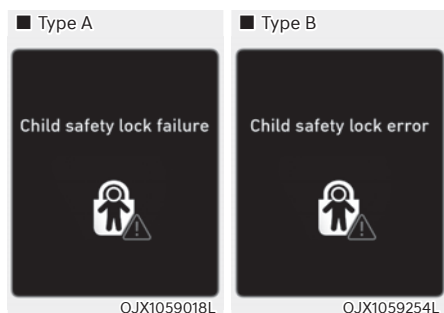 ■ Type A
■ Type B
Child safety lock failure
Child safety lock error
OJX1059018L
OJX1059254L